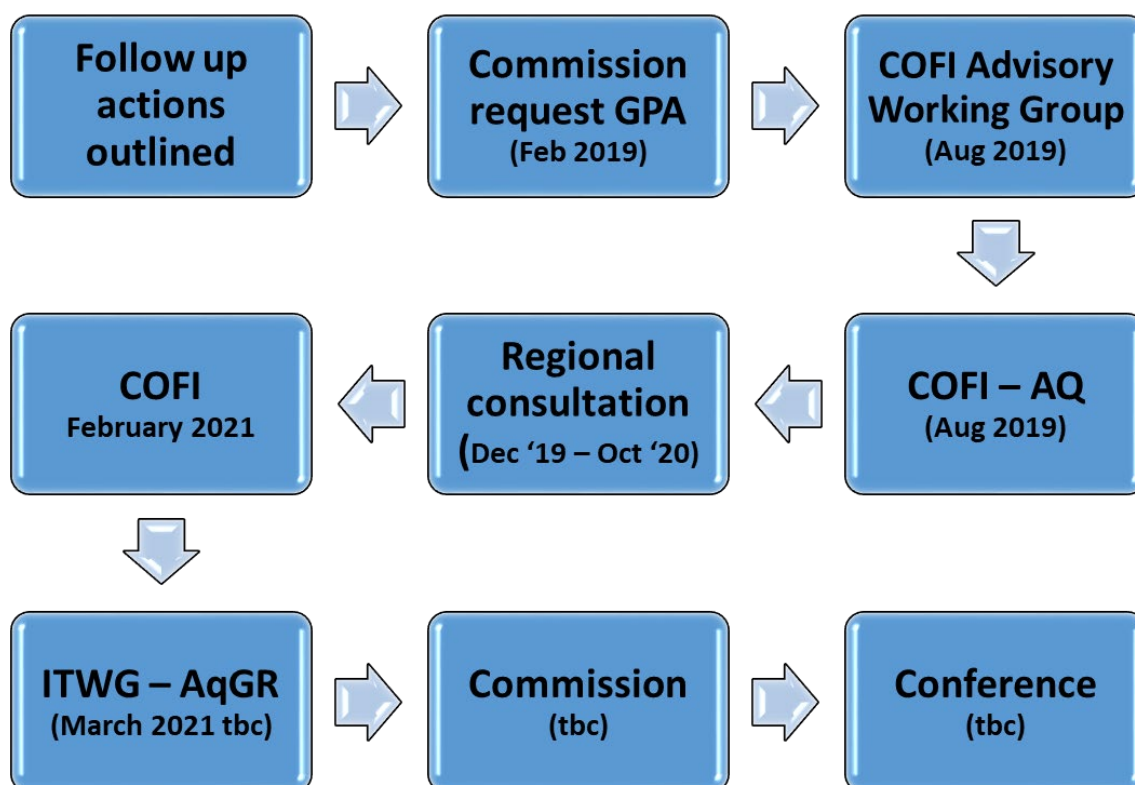 Follow up
actions
outlined
Commission
request GPA
(Feb 2019)
COFI Advisory
Working Group
(Aug 2019)
COFI – AQ
(Aug 2019)
Regional
consultation
(Dec ‘19 – Oct ‘20)
COFI
February 2021
ITWG – AqGR
(March 2021 tbc)
Commission
(tbc)
Conference
(tbc)